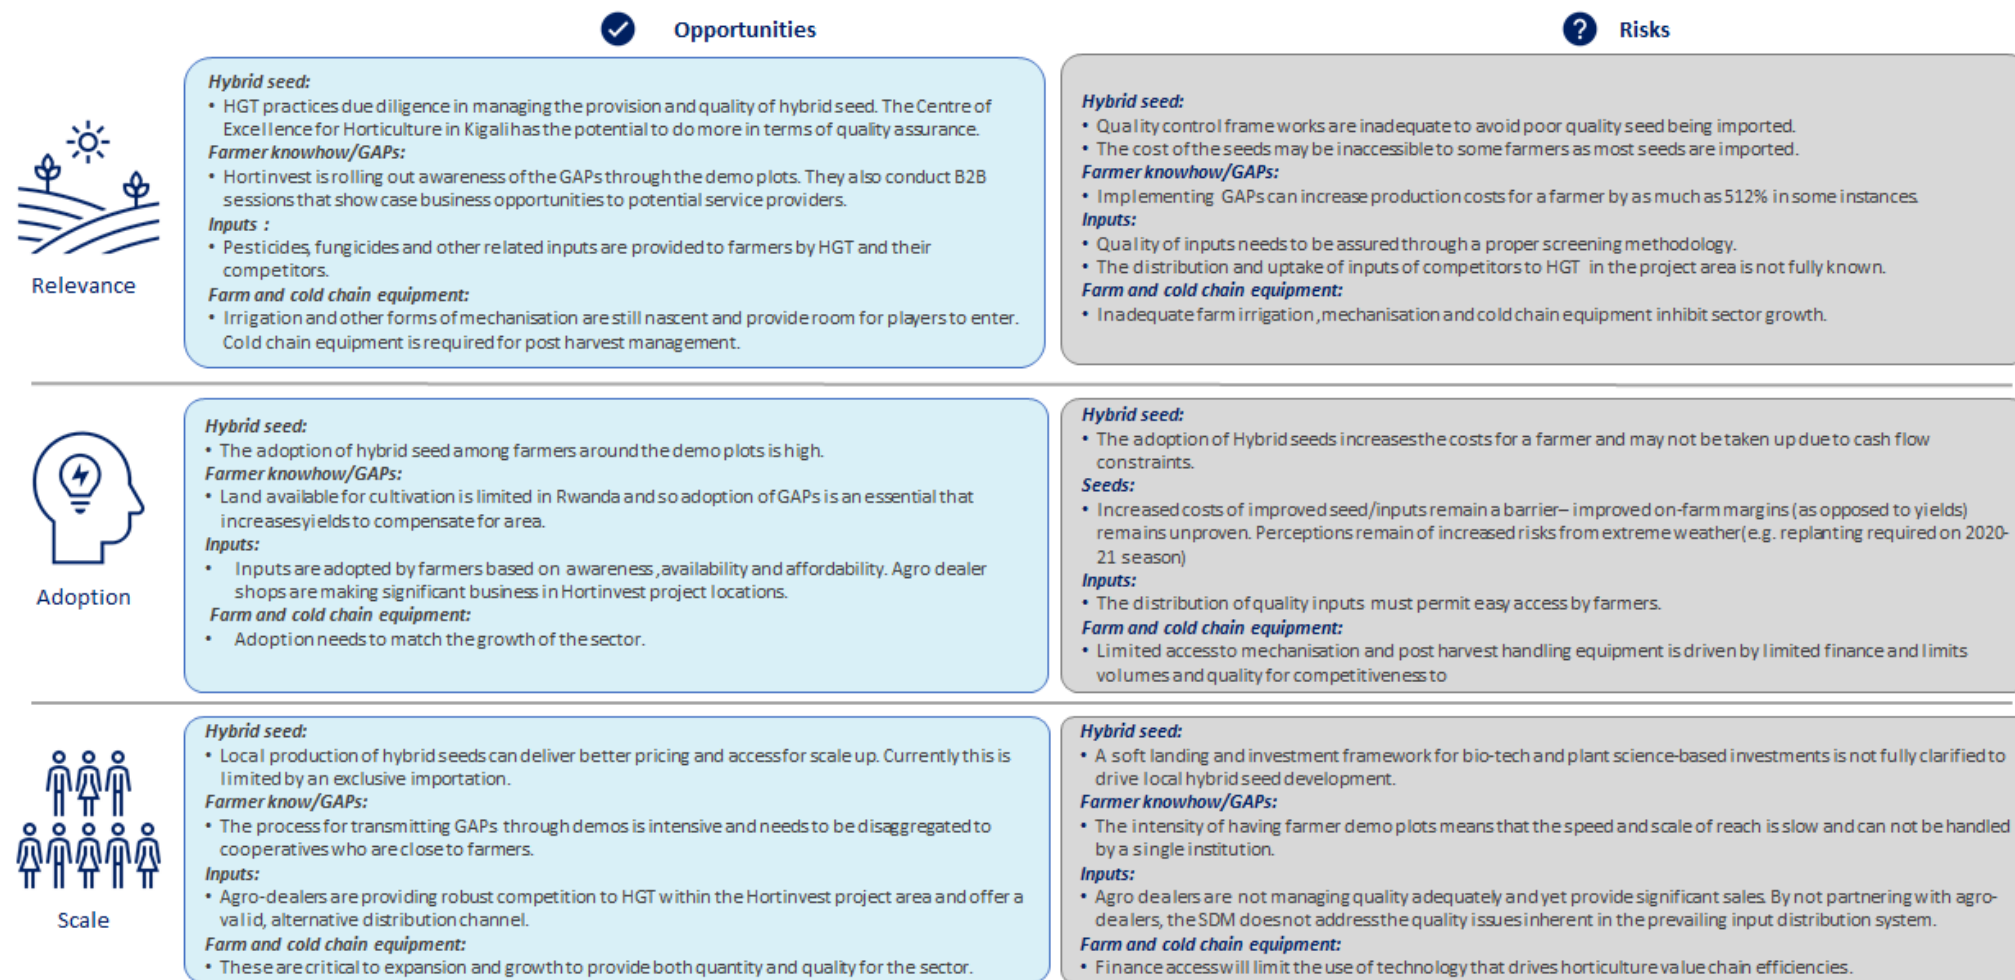 Opportunities
Risks
Relevance
Hybrid seed:
• HGT practices due diligence in managing the provision and quality of hybrid seed. The Centre of
Excellence for Horticulture in Kigali has the potential to do more in terms of quality assurance.
Farmer knowhow/GAPs:
• Hortinvest is rolling out awareness of the GAPs through the demo plots. They also conduct B2B
sessions that show case business opportunities to potential service providers.
Inputs :
• Pesticides, fungicides and other related inputs are provided to farmers by HGT and their
competitors.
Farm and cold chain equipment:
• Irrigation and other forms of mechanisation are still nascent and provide room for players to enter.
Cold chain equipment is required for post harvest management.
Hybrid seed:
• Quality control frame works are inadequate to avoid poor quality seed being imported.
• The cost of the seeds may be inaccessible to some farmers as most seeds are imported.
Farmer knowhow/GAPs:
• Implementing GAPs can increase production costs for a farmer by as much as 512% in some instances.
Inputs:
• Quality of inputs needs to be assured through a proper screening methodology.
• The distribution and uptake of inputs of competitors to HGT in the project area is not fully known.
Farm and cold chain equipment:
• Inadequate farm irrigation ,mechanisation and cold chain equipment inhibit sector growth.
Adoption
Hybrid seed:
• The adoption of hybrid seed among farmers around the demo plots is high.
Farmer knowhow/GAPs:
• Land available for cultivation is limited in Rwanda and so adoption of GAPs is an essential that
increases yields to compensate for area.
Inputs:
• Inputs are adopted by farmers based on awareness ,availability and affordability. Agro dealer
shops are making significant business in Hortinvest project locations.
Farm and cold chain equipment:
• Adoption needs to match the growth of the sector.
Hybrid seed:
• The adoption of Hybrid seeds increases the costs for a farmer and may not be taken up due to cash flow
constraints.
Seeds:
• Increased costs of improved seed/inputs remain a barrier– improved on-farm margins (as opposed to yields)
remains unproven. Perceptions remain of increased risks from extreme weather(e.g. replanting required on 2020-
21 season)
Inputs:
• The distribution of quality inputs must permit easy access by farmers.
Farm and cold chain equipment:
• Limited access to mechanisation and post harvest handling equipment is driven by limited finance and limits
volumes and quality for competitiveness to
Scale
Hybrid seed:
• Local production of hybrid seeds can deliver better pricing and access for scale up. Currently this is
limited by an exclusive importation.
Farmer know/GAPs:
• The process for transmitting GAPs through demos is intensive and needs to be disaggregated to
cooperatives who are close to farmers.
Inputs:
• Agro-dealers are providing robust competition to HGT within the Hortinvest project area and offer a
valid, alternative distribution channel.
Farm and cold chain equipment:
• These are critical to expansion and growth to provide both quantity and quality for the sector.
Hybrid seed:
• A soft landing and investment framework for bio-tech and plant science-based investments is not fully clarified to
drive local hybrid seed development.
Farmer knowhow/GAPs:
• The intensity of having farmer demo plots means that the speed and scale of reach is slow and can not be handled
by a single institution.
Inputs:
• Agro dealers are not managing quality adequately and yet provide significant sales. By not partnering with agro-
dealers, the SDM does not address the quality issues inherent in the prevailing input distribution system.
Farm and cold chain equipment:
• Finance access will limit the use of technology that drives horticulture value chain efficiencies.